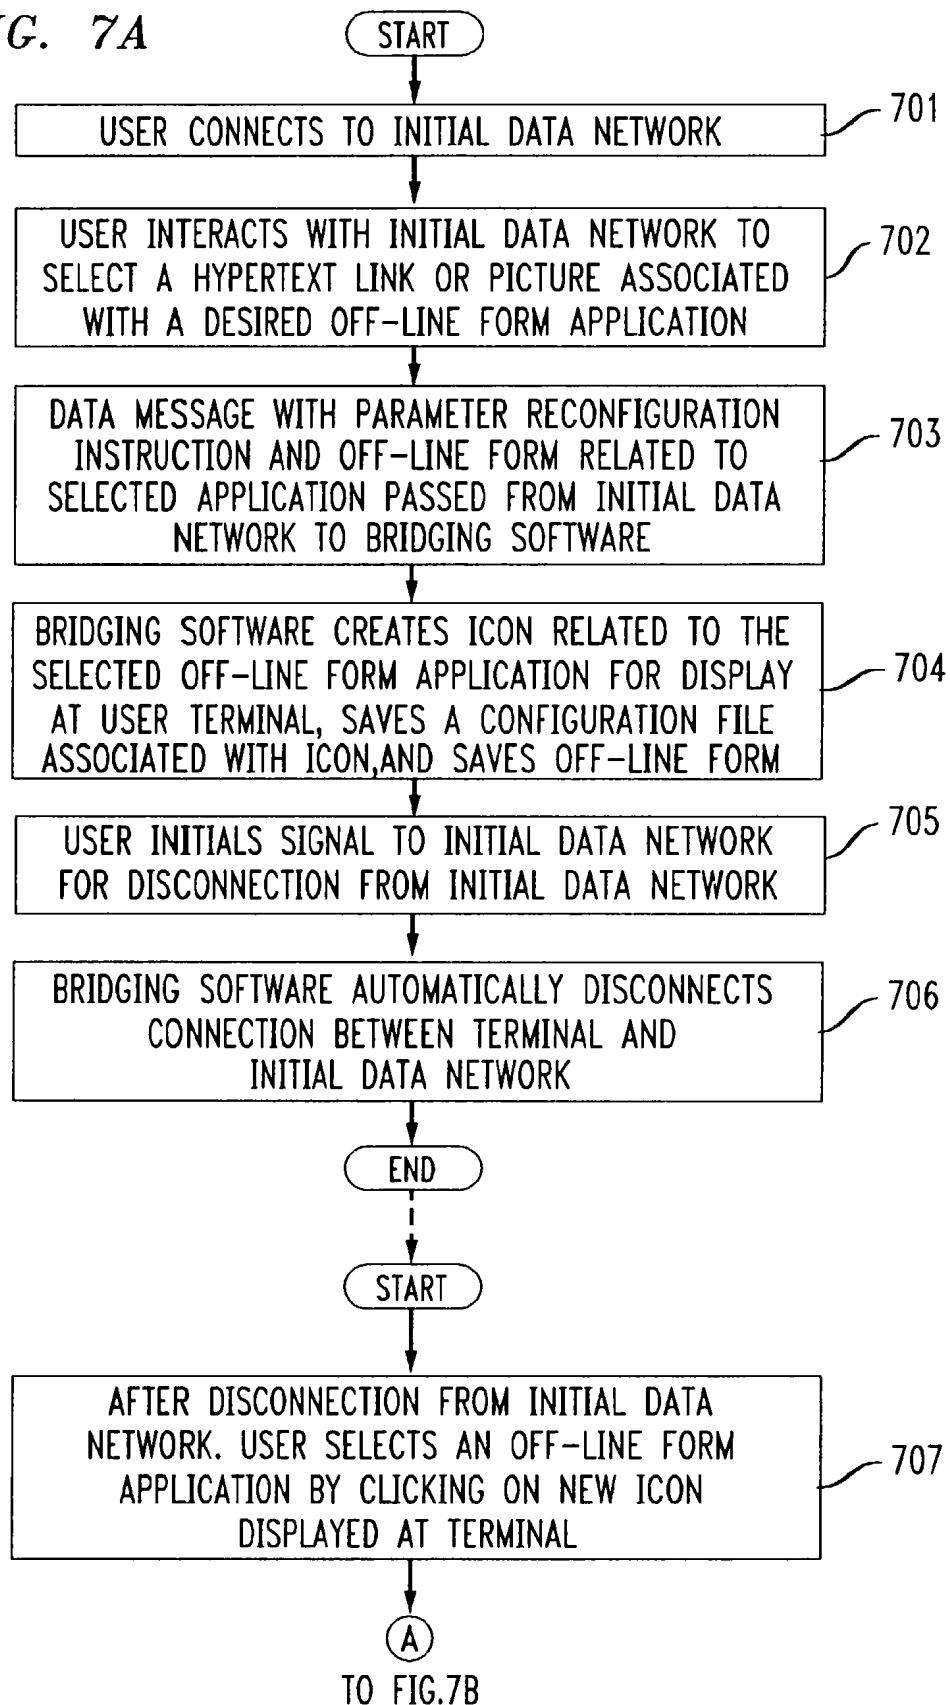 G. 7A
START
USER CONNECTS TO INITIAL DATA NETWORK
701
USER INTERACTS WITH INITIAL DATA NETWORK TO
SELECT A HYPERTEXT LINK OR PICTURE ASSOCIATED
WITH A DESIRED OFF-LINE FORM APPLICATION
702
DATA MESSAGE WITH PARAMETER RECONFIGURATION
INSTRUCTION AND OFF-LINE FORM RELATED TO
SELECTED APPLICATION PASSED FROM INITIAL DATA
NETWORK TO BRIDGING SOFTWARE
703
BRIDGING SOFTWARE CREATES ICON RELATED TO THE
SELECTED OFF-LINE FORM APPLICATION FOR DISPLAY
AT USER TERMINAL, SAVES A CONFIGURATION FILE
ASSOCIATED WITH ICON,AND SAVES OFF-LINE FORM
704
USER INITIALS SIGNAL TO INITIAL DATA NETWORK
FOR DISCONNECTION FROM INITIAL DATA NETWORK
705
BRIDGING SOFTWARE AUTOMATICALLY DISCONNECTS
CONNECTION BETWEEN TERMINAL AND
INITIAL DATA NETWORK
706
END
START
AFTER DISCONNECTION FROM INITIAL DATA
NETWORK. USER SELECTS AN OFF-LINE FORM
APPLICATION BY CLICKING ON NEW ICON
DISPLAYED AT TERMINAL
707
A
TO FIG.7B